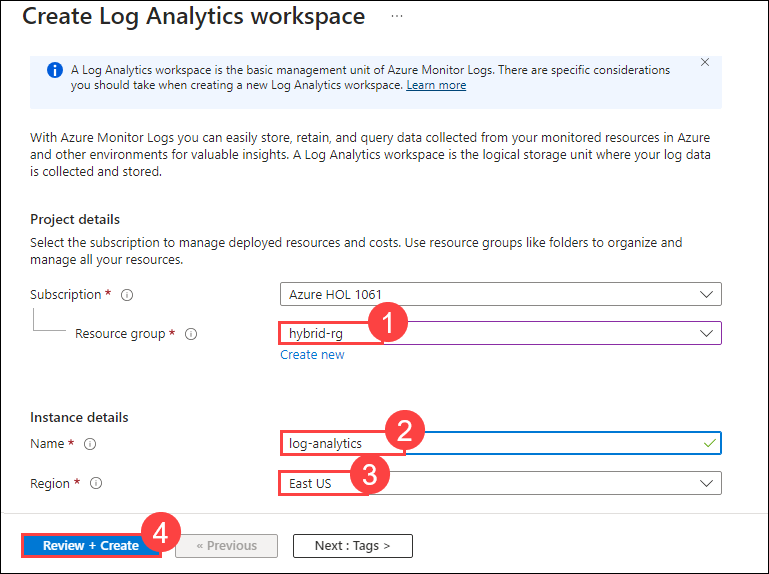 Create Log Analytics workspace ...
A Log Analytics workspace is the basic management unit of Azure Monitor Logs. There are specific considerations
you should take when creating a new Log Analytics workspace. Learn more
With Azure Monitor Logs you can easily store, retain, and query data collected from your monitored resources in Azure
and other environments for valuable insights. A Log Analytics workspace is the logical storage unit where your log data
is collected and stored.
Project details
Select the subscription to manage deployed resources and costs. Use resource groups like folders to organize and
manage all your resources.
Subscription * Azure HOL 1061
Resource group * hybrid-rg 1
Create new
Instance details
Name * log-analytics 2
Region * East US 3
Review + Create 4 « Previous Next : Tags >